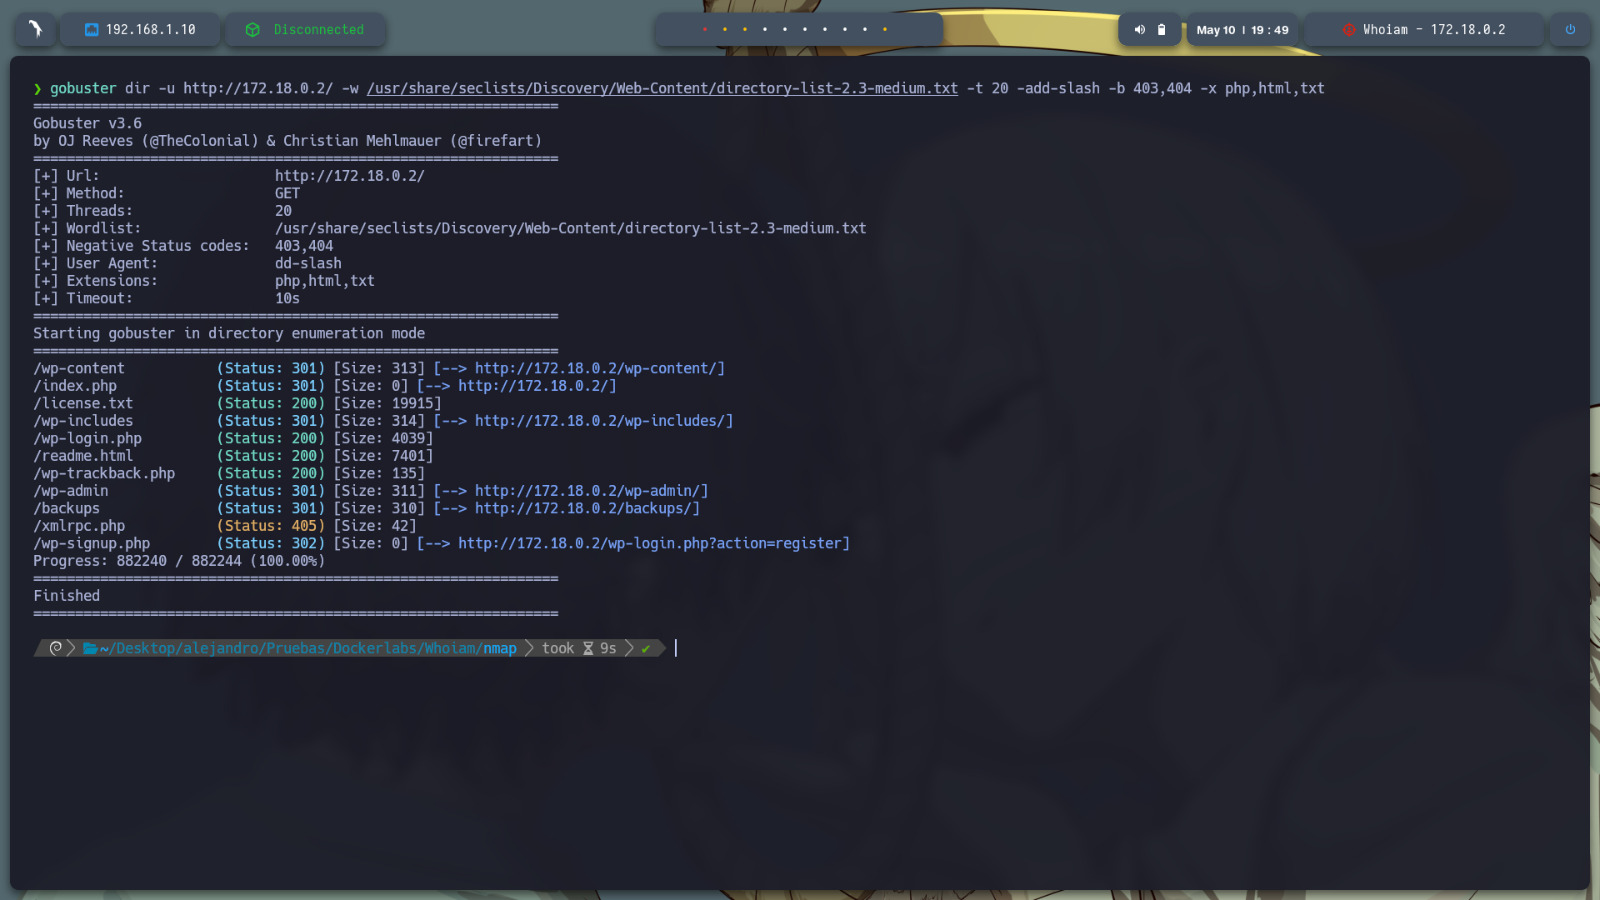 192.168.1.10
Disconnected
May 10 | 19 : 49
Whoiam - 172.18.0.2
❯ gobuster dir -u http://172.18.0.2/ -w /usr/share/seclists/Discovery/Web-Content/directory-list-2.3-medium.txt -t 20 -add-slash -b 403,404 -x php,html,txt
===============================================================
Gobuster v3.6
by OJ Reeves (@TheColonial) & Christian Mehlmauer (@firefart)
===============================================================
[+] Url:                     http://172.18.0.2/
[+] Method:                  GET
[+] Threads:                 20
[+] Wordlist:                /usr/share/seclists/Discovery/Web-Content/directory-list-2.3-medium.txt
[+] Negative Status codes:   403,404
[+] User Agent:              dd-slash
[+] Extensions:              php,html,txt
[+] Timeout:                 10s
===============================================================
Starting gobuster in directory enumeration mode
===============================================================
/wp-content           (Status: 301) [Size: 313] [--> http://172.18.0.2/wp-content/]
/index.php            (Status: 301) [Size: 0] [--> http://172.18.0.2/]
/license.txt          (Status: 200) [Size: 19915]
/wp-includes          (Status: 301) [Size: 314] [--> http://172.18.0.2/wp-includes/]
/wp-login.php         (Status: 200) [Size: 4039]
/readme.html          (Status: 200) [Size: 7401]
/wp-trackback.php     (Status: 200) [Size: 135]
/wp-admin             (Status: 301) [Size: 311] [--> http://172.18.0.2/wp-admin/]
/backups              (Status: 301) [Size: 310] [--> http://172.18.0.2/backups/]
/xmlrpc.php           (Status: 405) [Size: 42]
/wp-signup.php        (Status: 302) [Size: 0] [--> http://172.18.0.2/wp-login.php?action=register]
Progress: 882240 / 882244 (100.00%)
===============================================================
Finished
===============================================================
~/Desktop/alejandro/Pruebas/Dockerlabs/Whoiam/nmap took 9s ✔